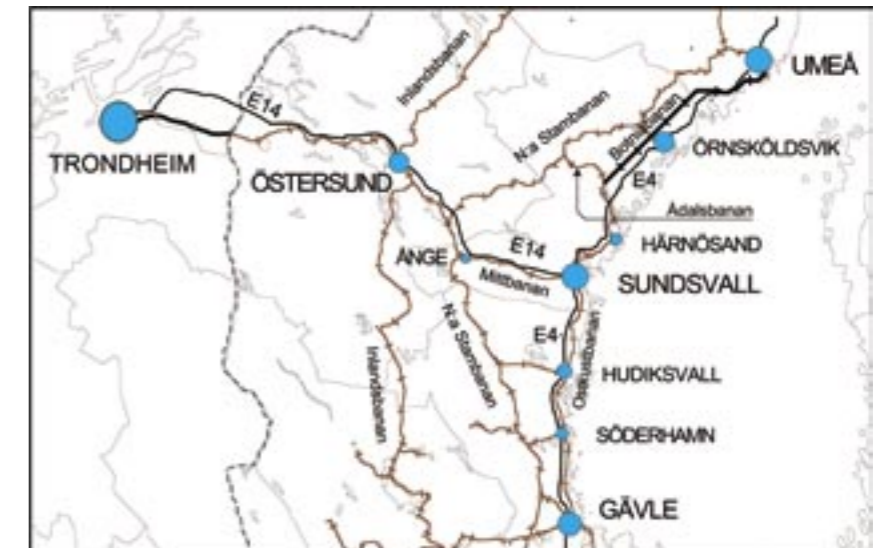 UMEÅ
Inlandsbanan
E14
N:a Stambanan
Botniabanan
TRONDHEIM
ÖSTERSUND
ÖRNSKÖLDSVIK
E4
Ådalsbanan
ÅNGE
E14
HÄRNÖSAND
Mittbanan
SUNDSVALL
E4
Ostkustbanan
N:a Stambanan
Inlandsbanan
HUDIKSVALL
SÖDERHAMN
GÄVLE